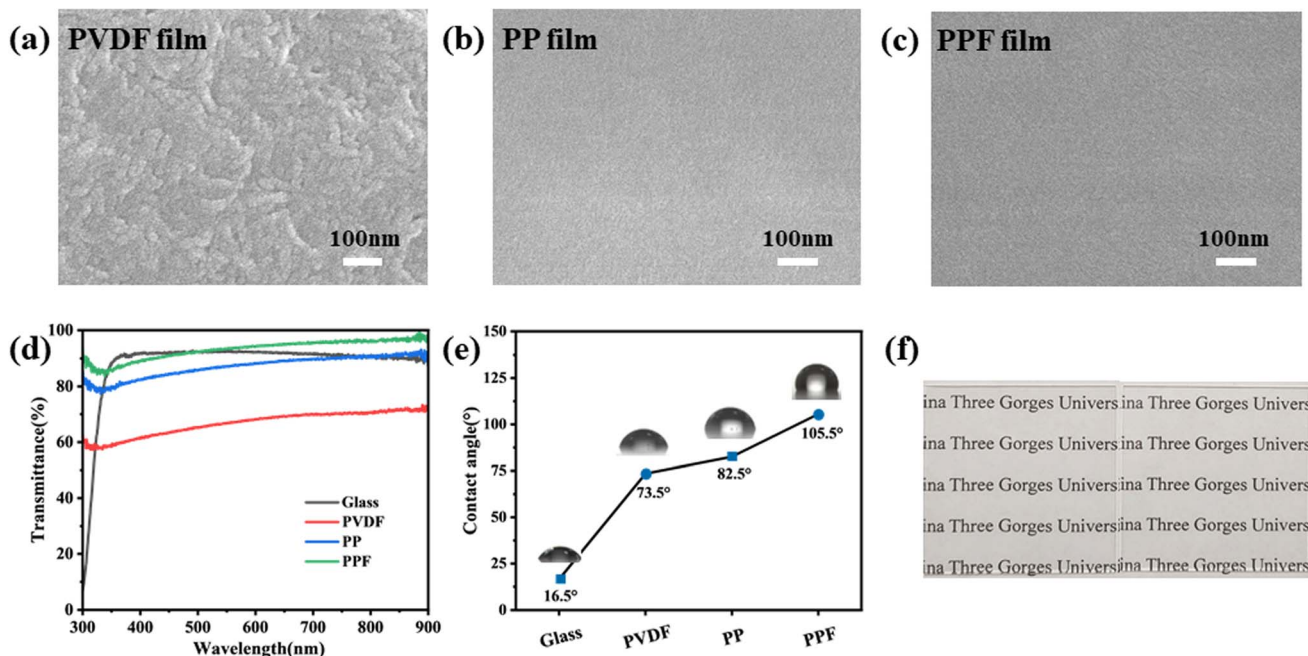 (a) PVDF film
100nm
(b) PP film
100nm
(c) PPF film
100nm
(d)
Transmittance(%)
100
80
60
40
20
0
Glass
PVDF
PP
PPF
300 400 500 600 700 800 900
Wavelength(nm)
(e)
Contact angle(°)
150
125
100
75
50
25
0
16.5°
73.5°
82.5°
105.5°
Glass PVDF PP PPF
(f)
ina Three Gorges Univers ina Three Gorges Univers
ina Three Gorges Univers ina Three Gorges Univers
ina Three Gorges Univers ina Three Gorges Univers
ina Three Gorges Univers ina Three Gorges Univers
ina Three Gorges Univers ina Three Gorges Univers